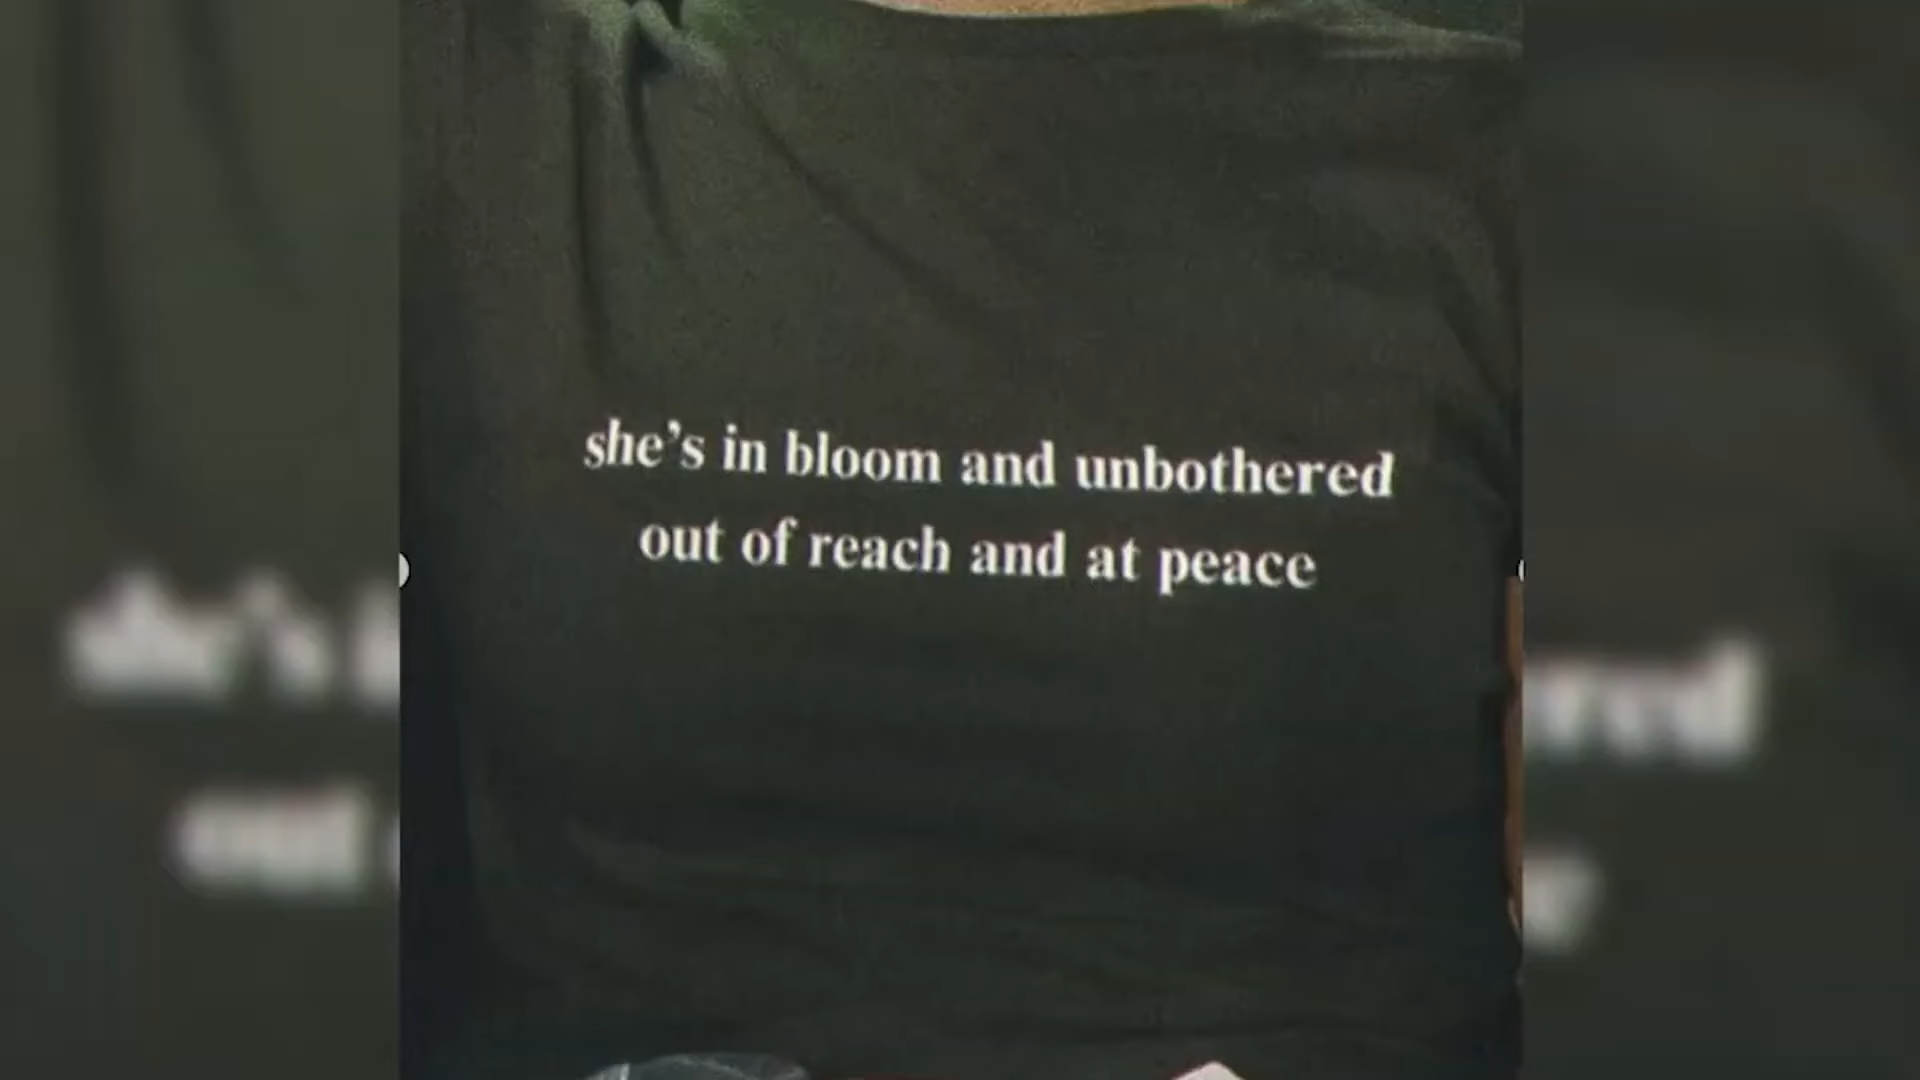 she's in bloom and unbothered
out of reach and at peace